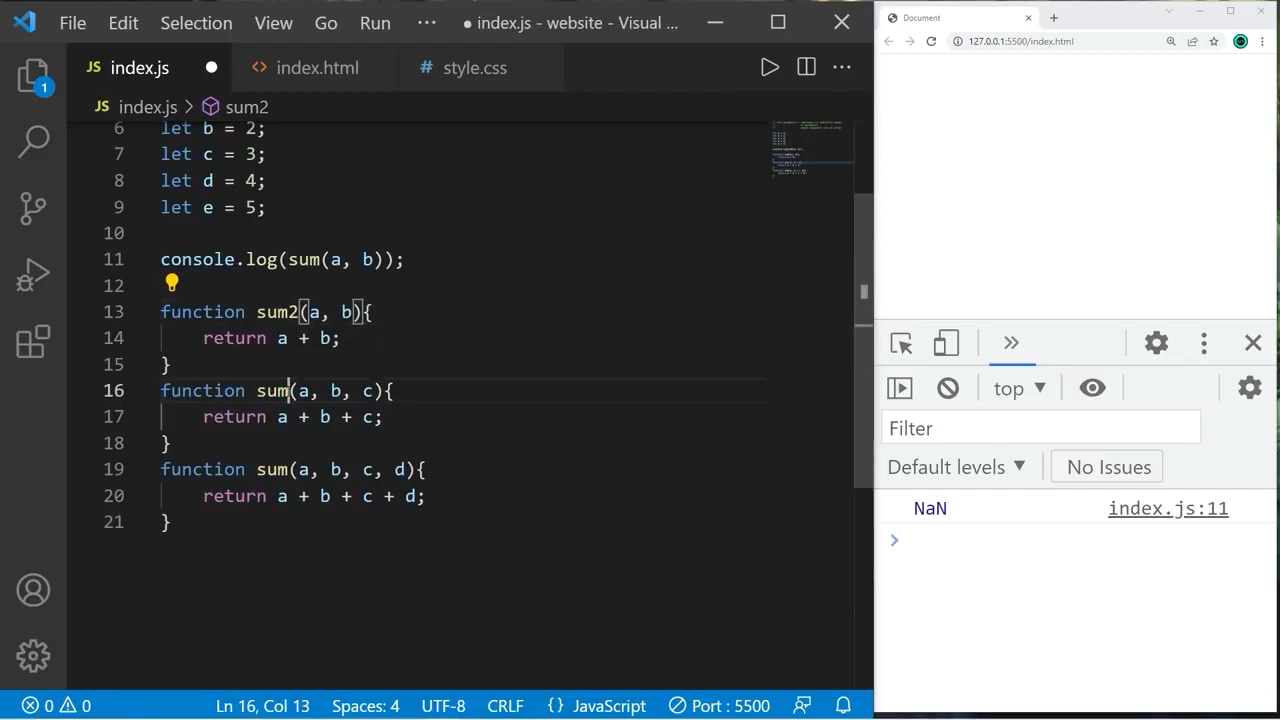 File Edit Selection View Go Run ··· ● index.js - website - Visual ...
JS index.js ● <> index.html # style.css
JS index.js > sum2
6 let b = 2;
7 let c = 3;
8 let d = 4;
9 let e = 5;
10
11 console.log(sum(a, b));
12
13 function sum2(a, b){
14 return a + b;
15 }
16 function sum(a, b, c){
17 return a + b + c;
18 }
19 function sum(a, b, c, d){
20 return a + b + c + d;
21 }
1
0 0 Ln 16, Col 13 Spaces: 4 UTF-8 CRLF {} JavaScript Port : 5500
Document
127.0.0.1:5500/index.html
top
Filter
Default levels No Issues
NaN index.js:11